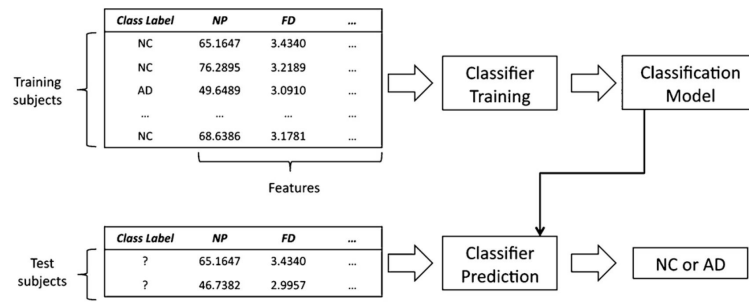 Class Label NP FD ...
NC 65.1647 3.4340 ...
NC 76.2895 3.2189 ...
AD 49.6489 3.0910 ...
... ... ... ...
NC 68.6386 3.1781 ...
Training
subjects
Features
Classifier
Training
Classification
Model
Class Label NP FD ...
? 65.1647 3.4340 ...
? 46.7382 2.9957 ...
Test
subjects
Classifier
Prediction
NC or AD